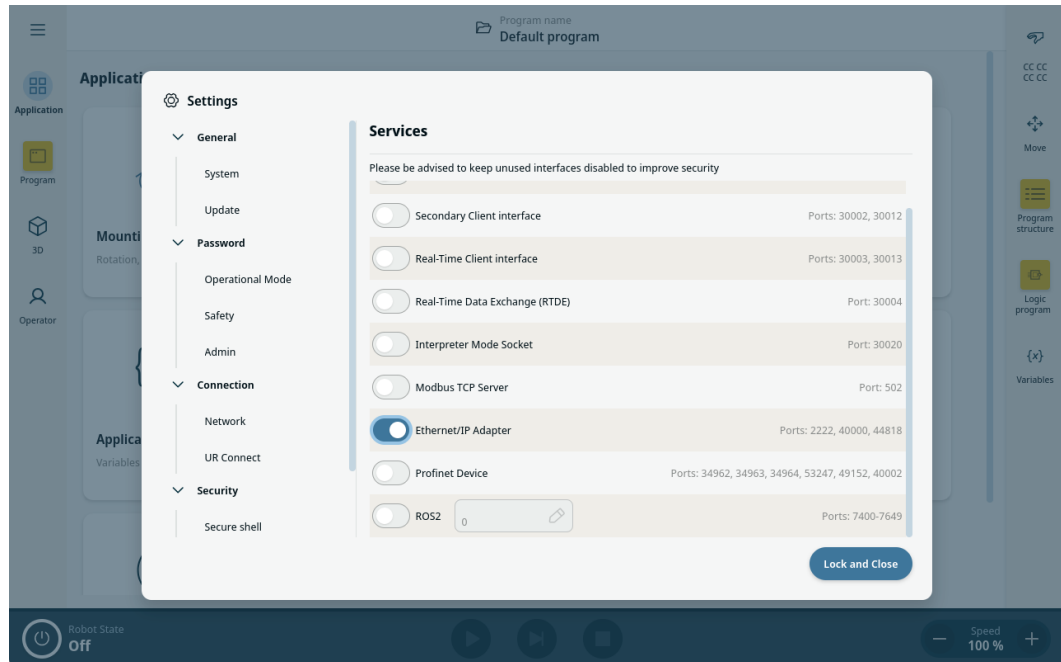 Program name
Default program
Applicati
Application
Program
3D
Operator
Mounti
Rotation,
Applica
Variables
Settings
General
System
Update
Password
Operational Mode
Safety
Admin
Connection
Network
UR Connect
Security
Secure shell
Services
Please be advised to keep unused interfaces disabled to improve security
Secondary Client interface Ports: 30002, 30012
Real-Time Client interface Ports: 30003, 30013
Real-Time Data Exchange (RTDE) Port: 30004
Interpreter Mode Socket Port: 30020
Modbus TCP Server Port: 502
Ethernet/IP Adapter Ports: 2222, 40000, 44818
Profinet Device Ports: 34962, 34963, 34964, 53247, 49152, 40002
ROS2 0 Ports: 7400-7649
Lock and Close
CC CC
CC CC
Move
Program
structure
Logic
program
{x}
Variables
Robot State
Off
Speed
100 %